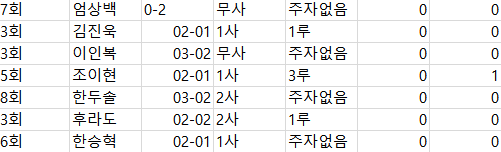 7회 엄상백 0-2 무사 주자없음 0 0
3회 김진욱 02-01 1사 1루 0 0
3회 이인복 03-02 무사 주자없음 0 0
5회 조이현 02-01 1사 3루 0 1
8회 한두솔 03-02 2사 주자없음 0 0
3회 후라도 02-02 2사 1루 0 0
6회 한승혁 02-01 1사 주자없음 0 0